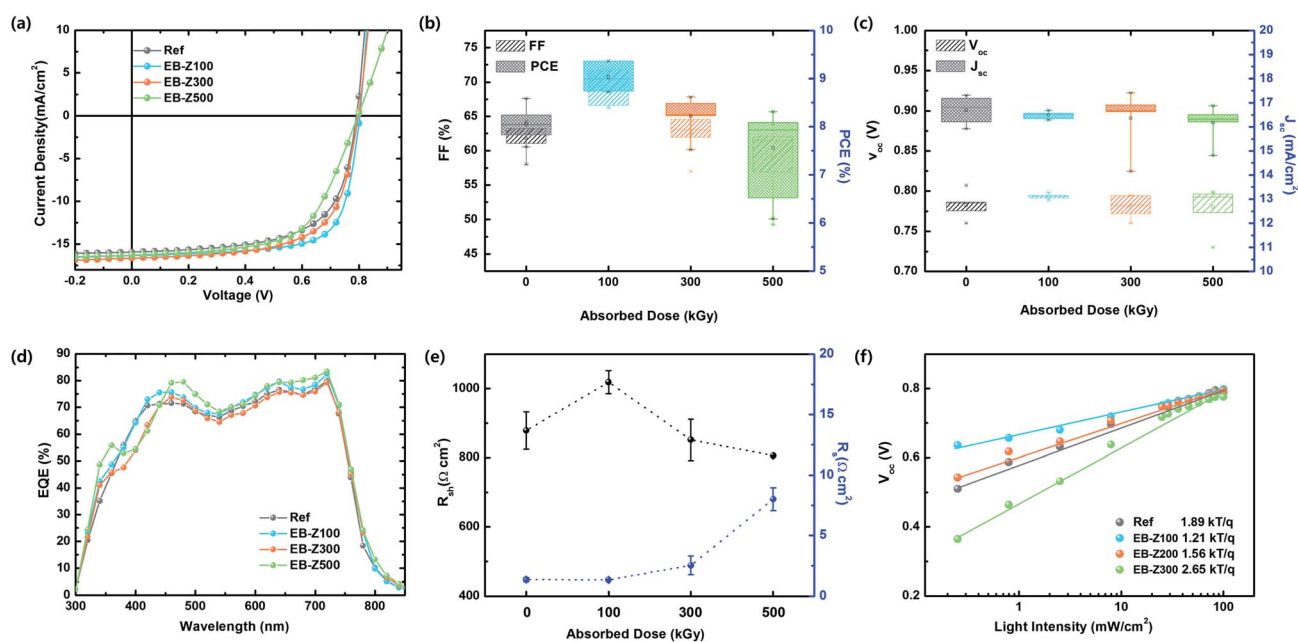 (a)
10
5
0
-5
-10
-15
-0.2
0.0
0.2
0.4
0.6
0.8
Current Density(mA/cm²)
Voltage (V)
Ref
EB-Z100
EB-Z300
EB-Z500
(b)
75
70
65
60
55
50
45
FF (%)
FF
PCE
10
9
8
7
6
5
PCE (%)
0
100
300
500
Absorbed Dose (kGy)
(c)
1.00
0.95
0.90
0.85
0.80
0.75
0.70
Voc (V)
Voc
Jsc
20
19
18
17
16
15
14
13
12
11
10
Jsc (mA/cm²)
0
100
300
500
Absorbed Dose (kGy)
(d)
90
80
70
60
50
40
30
20
10
0
EQE (%)
Ref
EB-Z100
EB-Z300
EB-Z500
300
400
500
600
700
800
Wavelength (nm)
(e)
1000
800
600
400
Rsh(Ω cm²)
20
15
10
5
0
Rs(Ω cm²)
0
100
300
500
Absorbed Dose (kGy)
(f)
0.8
0.6
0.4
0.2
Voc (V)
Ref 1.89 kT/q
EB-Z100 1.21 kT/q
EB-Z200 1.56 kT/q
EB-Z300 2.65 kT/q
1
10
100
Light Intensity (mW/cm²)